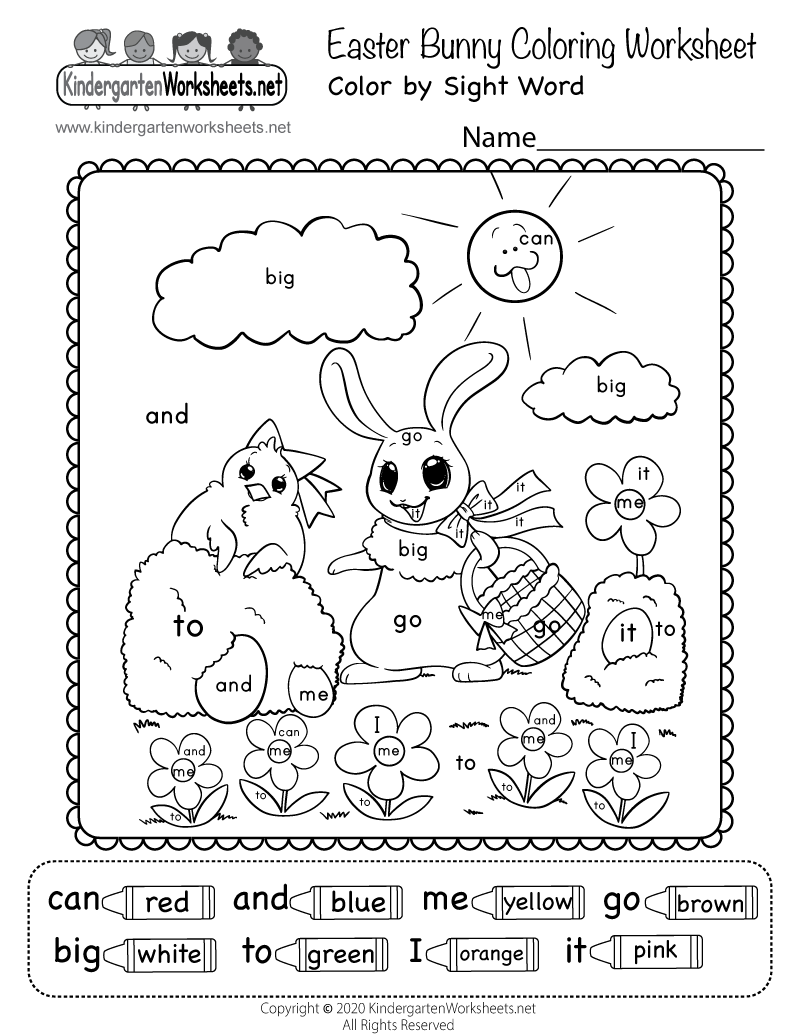 Easter Bunny Coloring Worksheet
KindergartenWorksheets.net
Color by Sight Word
www.kindergartenworksheets.net
Name
can
big
big
and
go
it
it
it
it
it
me
big
to
go
me
go
it
to
and
me
I
can
and
I
and
me
me
me
me
me
to
to
to
to
to
to
can red and blue me yellow go brown
big white to green I orange it pink
Copyright © 2020 KindergartenWorksheets.net
All Rights Reserved